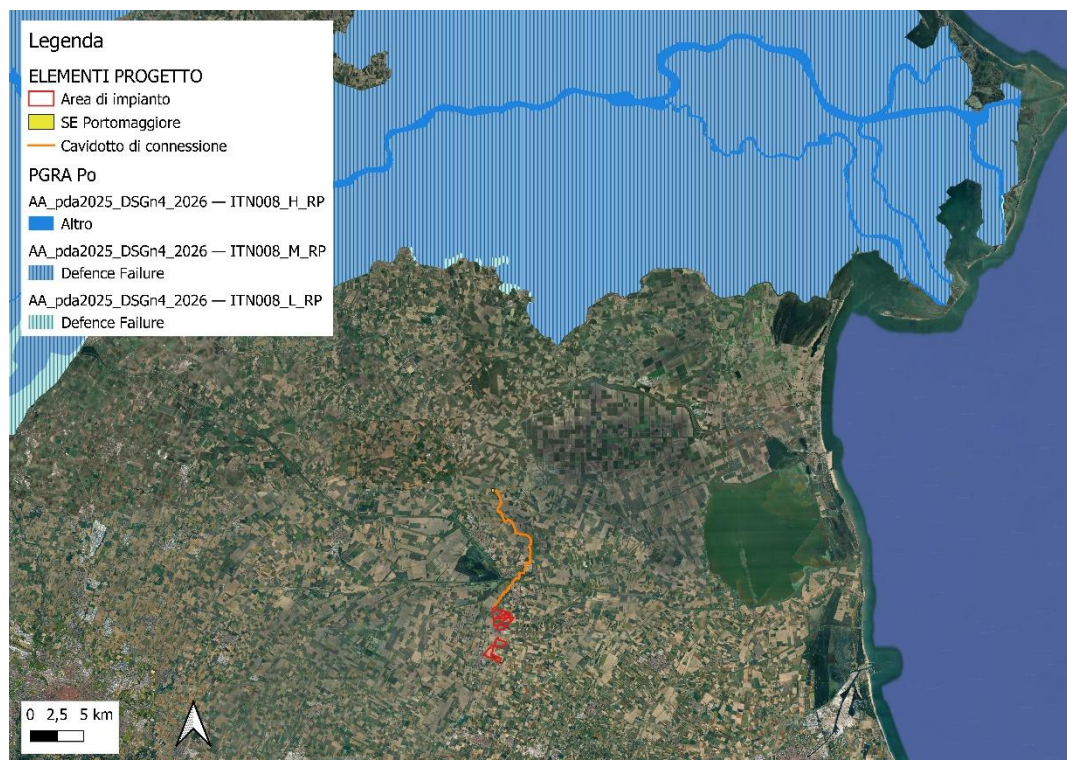 Legenda
ELEMENTI PROGETTO
Area di impianto
SE Portomaggiore
Cavidotto di connessione
PGRA Po
AA_pda2025_DSGn4_2026 — ITN008_H_RP
Altro
AA_pda2025_DSGn4_2026 — ITN008_M_RP
Defence Failure
AA_pda2025_DSGn4_2026 — ITN008_L_RP
Defence Failure
0 2,5 5 km